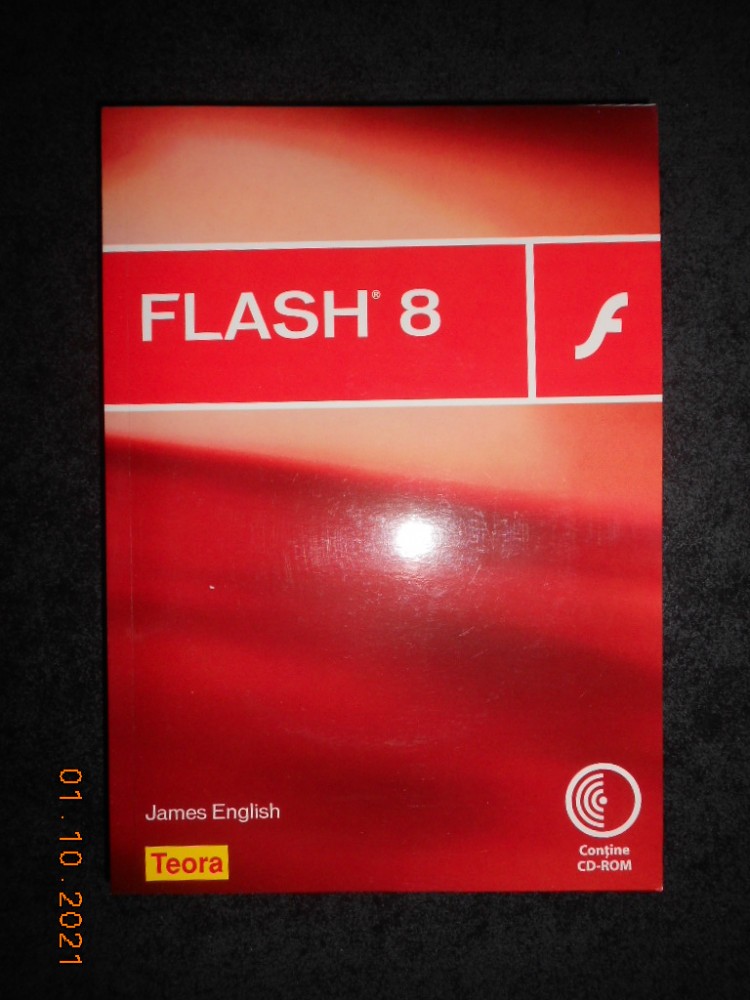 FLASH® 8
f
James English
Teora
Conține
CD-ROM
01.10.2021